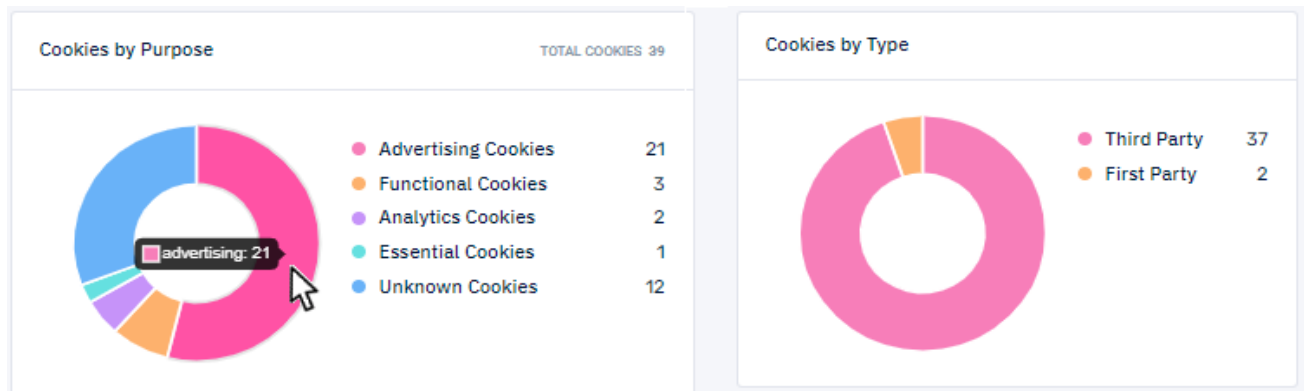 Cookies by Purpose TOTAL COOKIES 39
Advertising Cookies 21
Functional Cookies 3
Analytics Cookies 2
Essential Cookies 1
Unknown Cookies 12
advertising: 21
Cookies by Type
Third Party 37
First Party 2